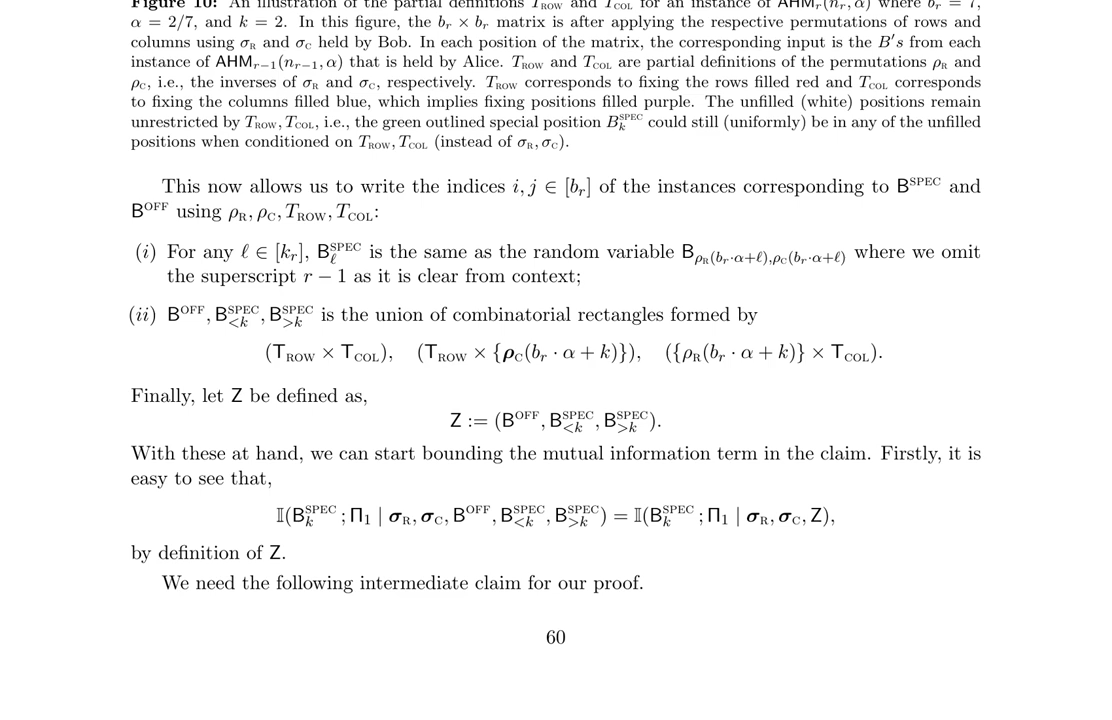 Figure 10: An illustration of the partial definitions T_ROW and T_COL for an instance of AHM_r(n_r, α) where b_r = 7,
α = 2/7, and k = 2. In this figure, the b_r × b_r matrix is after applying the respective permutations of rows and
columns using σ_R and σ_C held by Bob. In each position of the matrix, the corresponding input is the B's from each
instance of AHM_{r−1}(n_{r−1}, α) that is held by Alice. T_ROW and T_COL are partial definitions of the permutations ρ_R and
ρ_C, i.e., the inverses of σ_R and σ_C, respectively. T_ROW corresponds to fixing the rows filled red and T_COL corresponds
to fixing the columns filled blue, which implies fixing positions filled purple. The unfilled (white) positions remain
unrestricted by T_ROW, T_COL, i.e., the green outlined special position B_k^SPEC could still (uniformly) be in any of the unfilled
positions when conditioned on T_ROW, T_COL (instead of σ_R, σ_C).
This now allows us to write the indices i, j ∈ [b_r] of the instances corresponding to B^SPEC and
B^OFF using ρ_R, ρ_C, T_ROW, T_COL:
(i) For any ℓ ∈ [k_r], B_ℓ^SPEC is the same as the random variable B_{ρ_R(b_r·α+ℓ),ρ_C(b_r·α+ℓ)} where we omit
the superscript r − 1 as it is clear from context;
(ii) B^OFF, B_{<k}^SPEC, B_{>k}^SPEC is the union of combinatorial rectangles formed by
(T_ROW × T_COL), (T_ROW × {ρ_C(b_r · α + k)}), ({ρ_R(b_r · α + k)} × T_COL).
Finally, let Z be defined as,
Z := (B^OFF, B_{<k}^SPEC, B_{>k}^SPEC).
With these at hand, we can start bounding the mutual information term in the claim. Firstly, it is
easy to see that,
𝕀(B_k^SPEC ; Π_1 | σ_R, σ_C, B^OFF, B_{<k}^SPEC, B_{>k}^SPEC) = 𝕀(B_k^SPEC ; Π_1 | σ_R, σ_C, Z),
by definition of Z.
We need the following intermediate claim for our proof.
60